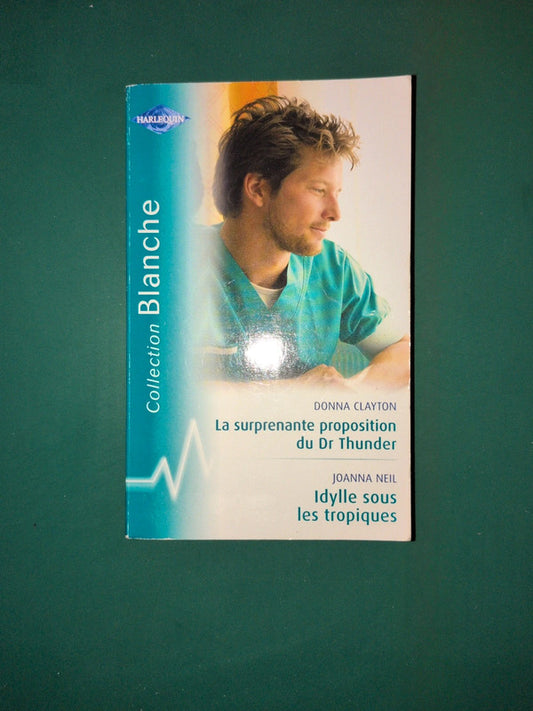 HARLEQUIN
Collection Blanche
DONNA CLAYTON
La surprenante proposition
du Dr Thunder
JOANNA NEIL
Idylle sous
les tropiques